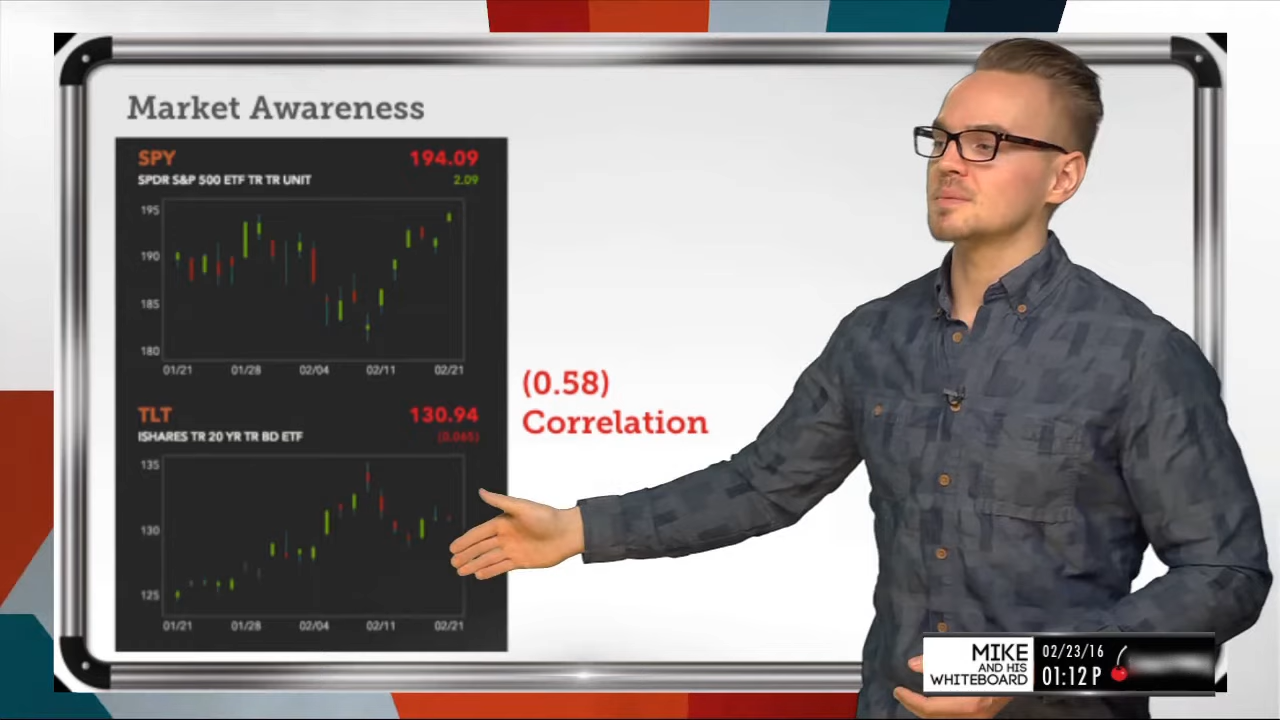 Market Awareness
SPY 194.09
SPDR S&P 500 ETF TR TR UNIT 2.09
195
190
185
180
01/21 01/28 02/04 02/11 02/21
(0.58)
Correlation
TLT 130.94
ISHARES TR 20 YR TR BD ETF (0.065)
135
130
125
01/21 01/28 02/04 02/11 02/21
MIKE
AND HIS
WHITEBOARD
02/23/16
01:12 P